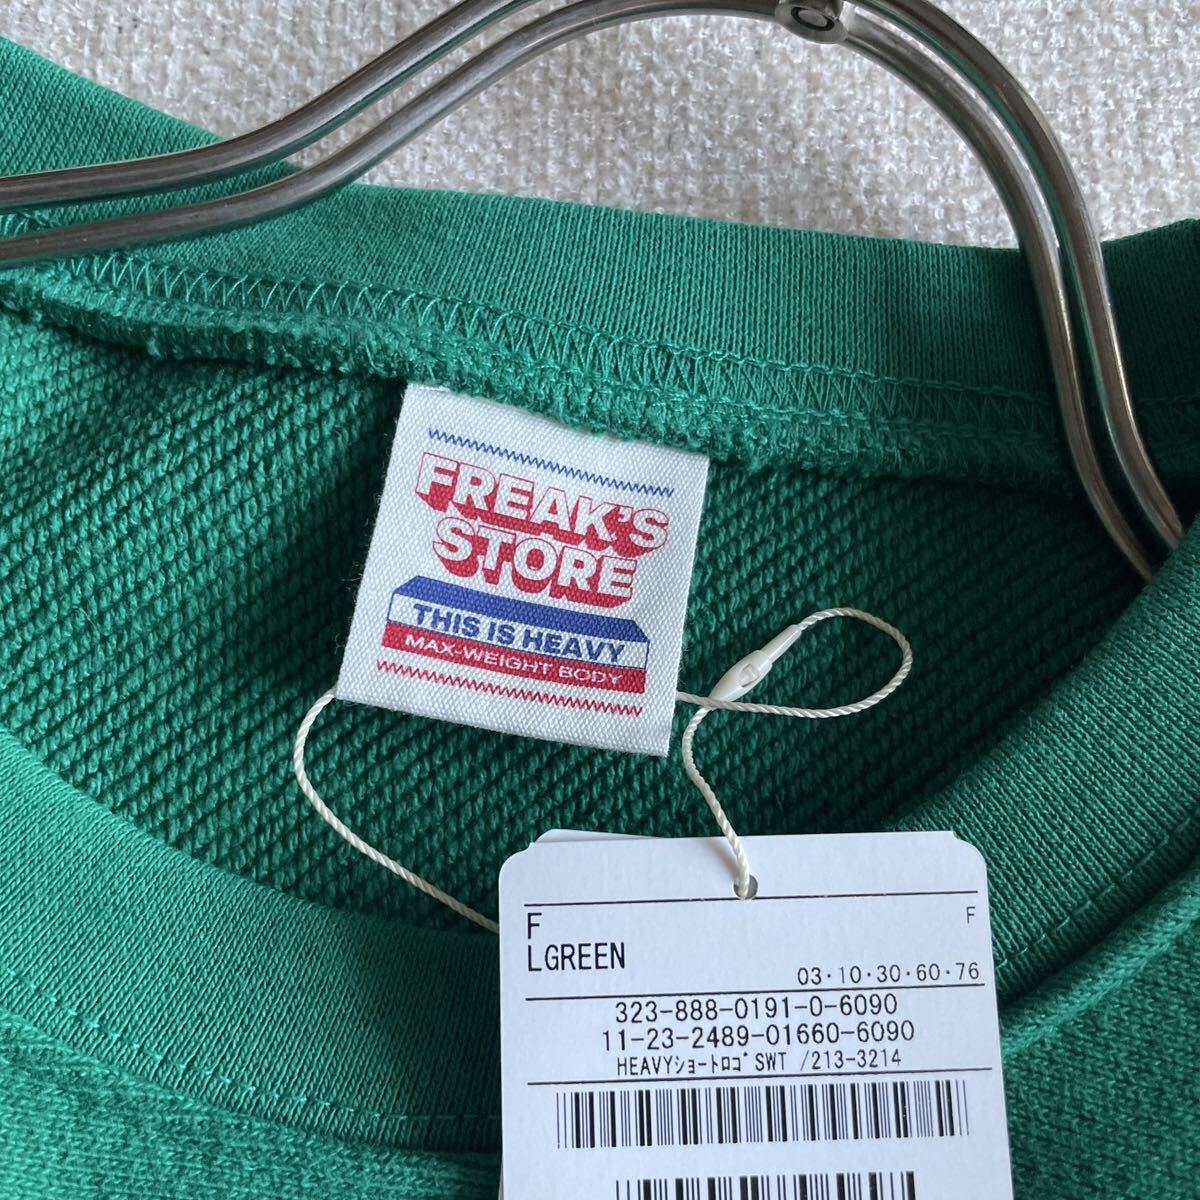 FREAK'S
STORE
THIS IS HEAVY
MAX-WEIGHT BODY
F F
LGREEN
03・10・30・60・76
323-888-0191-0-6090
11-23-2489-01660-6090
HEAVYショートロゴSWT /213-3214